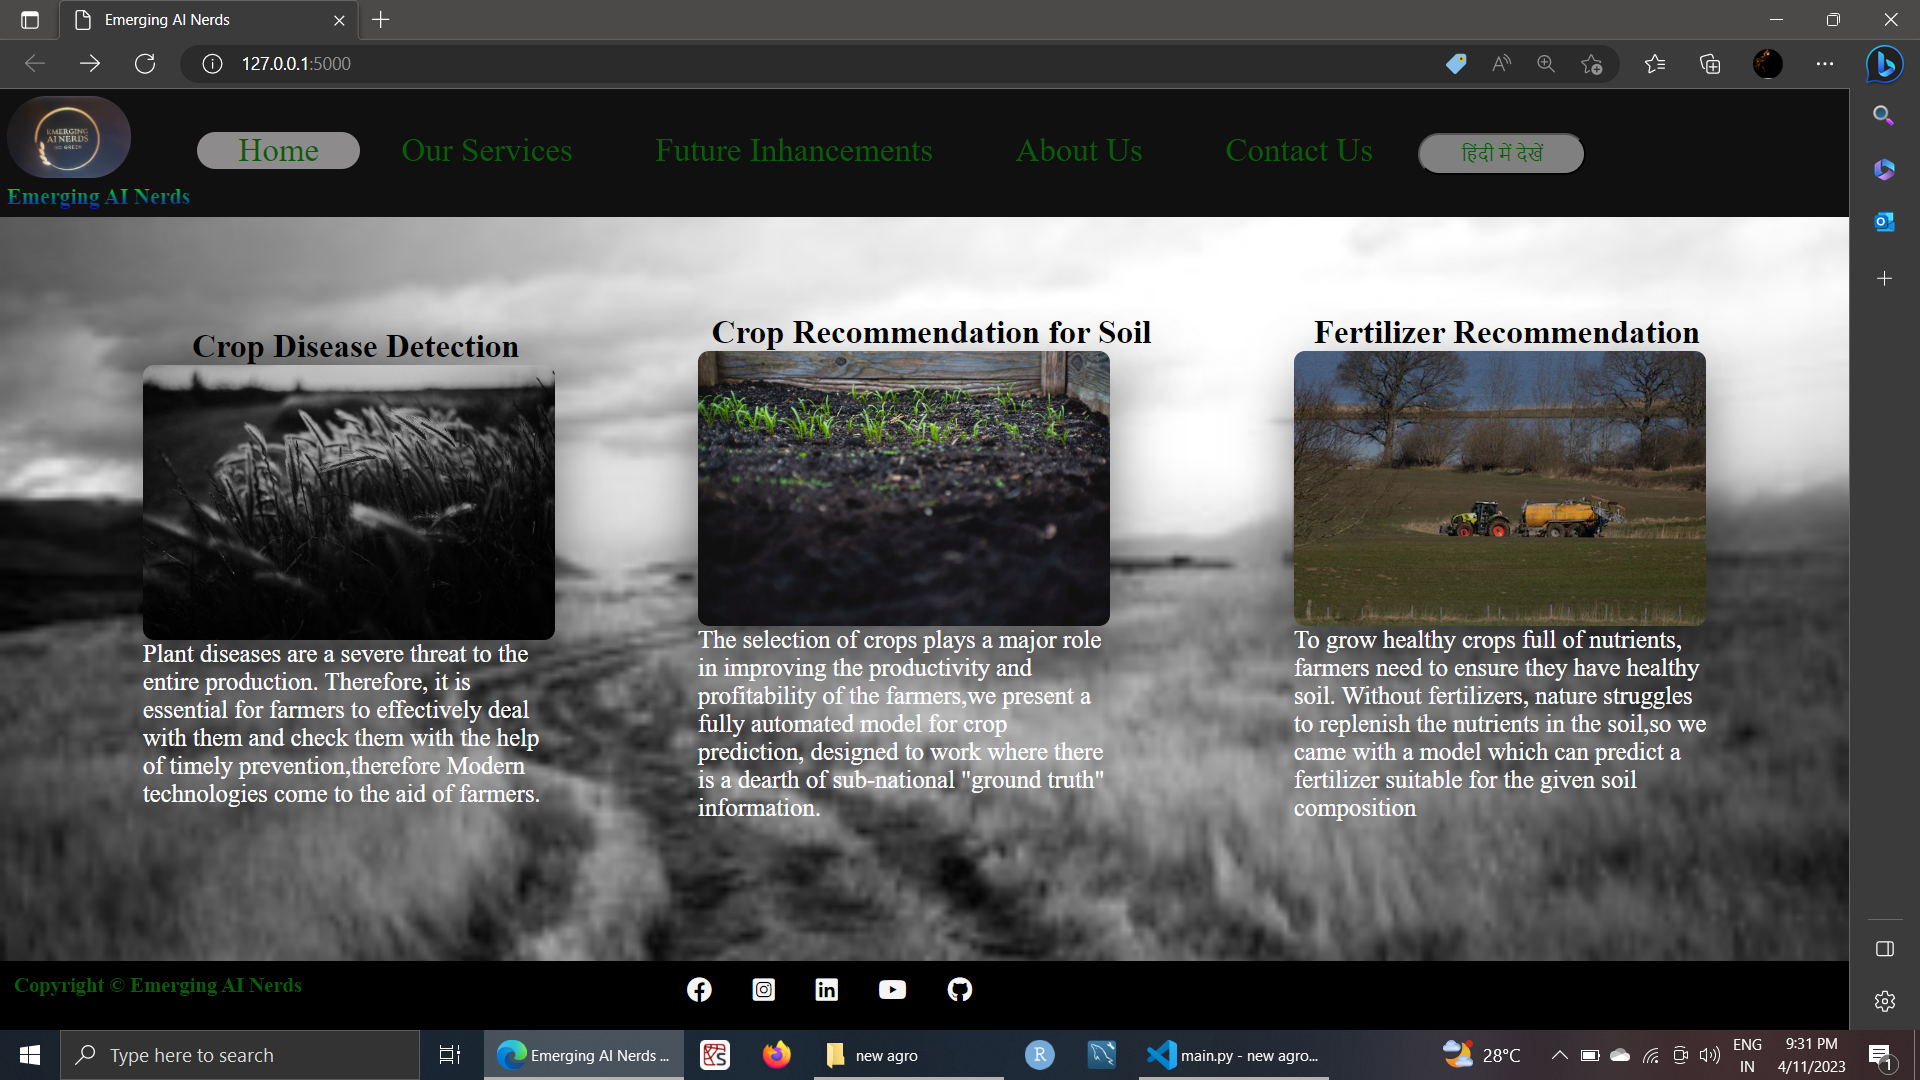 Emerging AI Nerds
127.0.0.1:5000
EMERGING
AI NERDS
Emerging AI Nerds
Home
Our Services
Future Inhancements
About Us
Contact Us
हिंदी में देखें
Crop Disease Detection
Plant diseases are a severe threat to the
entire production. Therefore, it is
essential for farmers to effectively deal
with them and check them with the help
of timely prevention,therefore Modern
technologies come to the aid of farmers.
Crop Recommendation for Soil
The selection of crops plays a major role
in improving the productivity and
profitability of the farmers,we present a
fully automated model for crop
prediction, designed to work where there
is a dearth of sub-national "ground truth"
information.
Fertilizer Recommendation
To grow healthy crops full of nutrients,
farmers need to ensure they have healthy
soil. Without fertilizers, nature struggles
to replenish the nutrients in the soil,so we
came with a model which can predict a
fertilizer suitable for the given soil
composition
Copyright © Emerging AI Nerds
Type here to search
Emerging AI Nerds ...
new agro
main.py - new agro...
28°C
ENG
IN
9:31 PM
4/11/2023
1